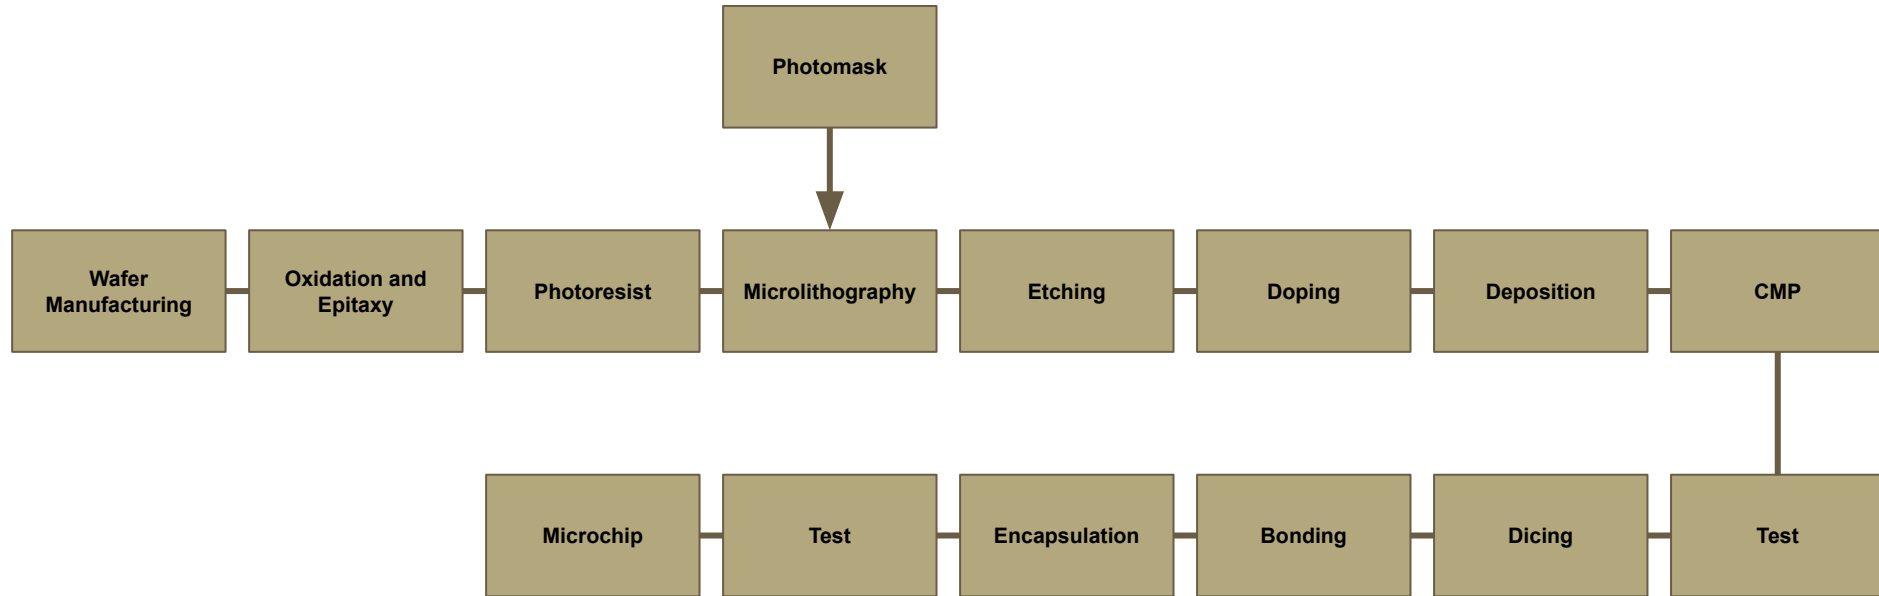 Photomask
Wafer
Manufacturing
Oxidation and
Epitaxy
Photoresist
Microlithography
Etching
Doping
Deposition
CMP
Microchip
Test
Encapsulation
Bonding
Dicing
Test